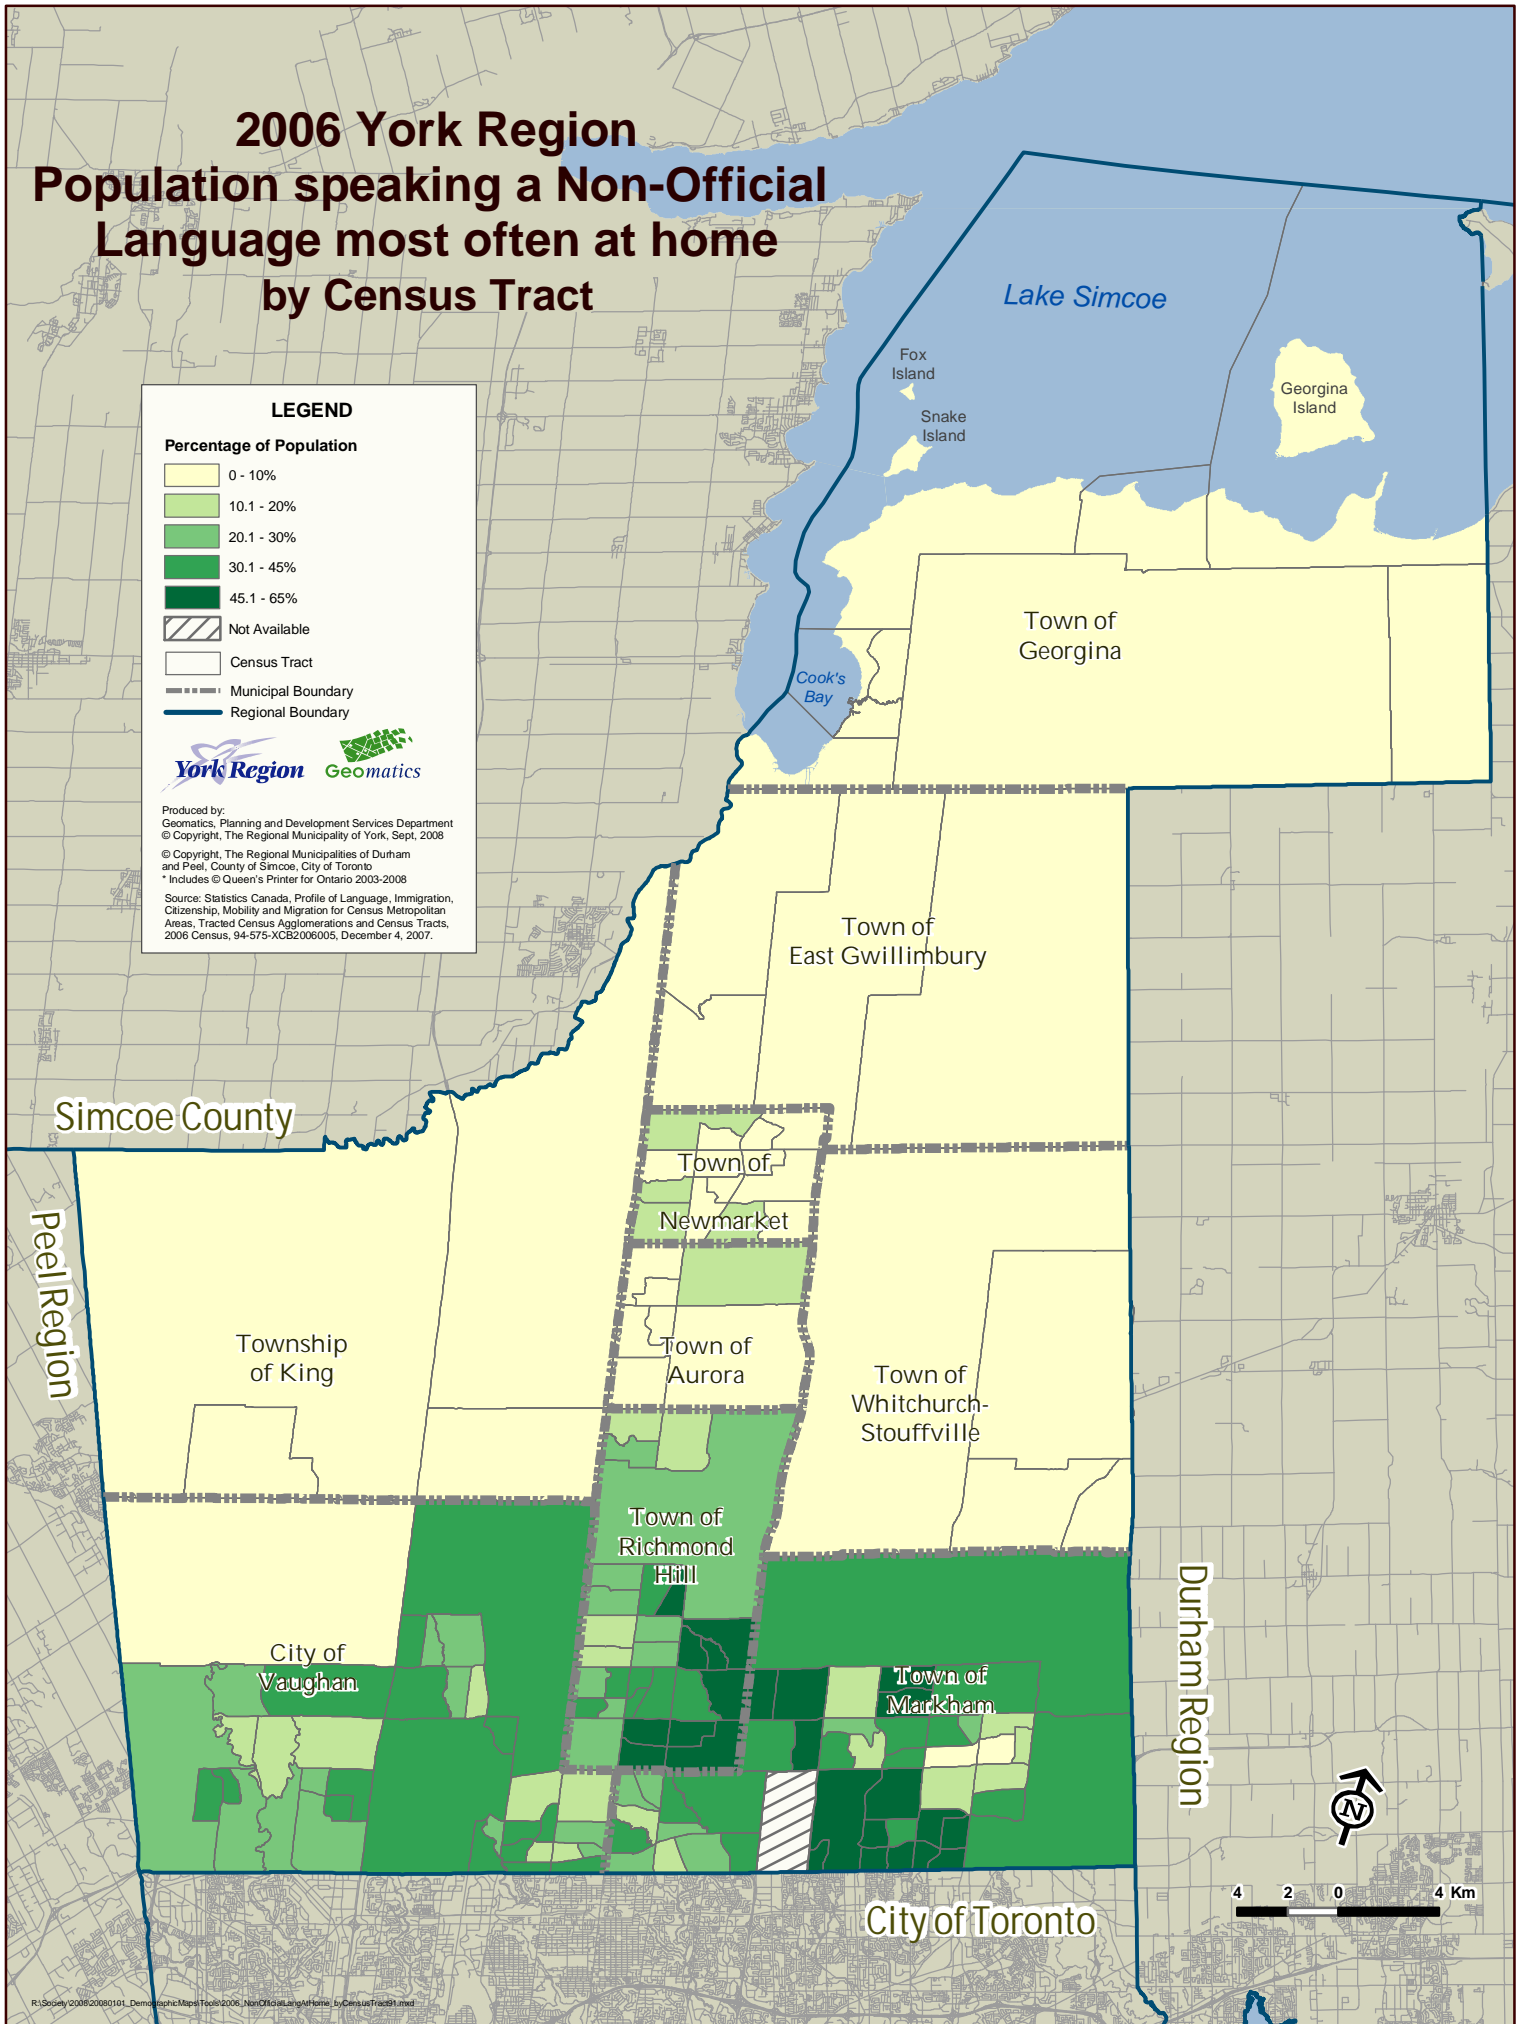 2006 York Region
Population speaking a Non-Official
Language most often at home
by Census Tract
Lake Simcoe
Fox
Island
Snake
Island
Georgina
Island
LEGEND
Percentage of Population
0 - 10%
10.1 - 20%
20.1 - 30%
30.1 - 45%
45.1 - 65%
Not Available
Census Tract
Municipal Boundary
Regional Boundary
York Region
Geomatics
Produced by:
Geomatics, Planning and Development Services Department
© Copyright, The Regional Municipality of York, Sept, 2008
© Copyright, The Regional Municipalities of Durham
and Peel, County of Simcoe, City of Toronto
* Includes © Queen's Printer for Ontario 2003-2008
Source: Statistics Canada, Profile of Language, Immigration,
Citizenship, Mobility and Migration for Census Metropolitan
Areas, Tracted Census Agglomerations and Census Tracts,
2006 Census, 94-575-XCB2006005, December 4, 2007.
Town of
Georgina
Cook's
Bay
Town of
East Gwillimbury
Simcoe County
Town of
Newmarket
Peel Region
Township
of King
Town of
Aurora
Town of
Whitchurch-
Stouffville
Town of
Richmond
Hill
City of
Vaughan
Town of
Markham
Durham Region
N
4 2 0 4 Km
City of Toronto
R:\Society\2008\20080101_DemographicMaps\Tools\2006_NonOfficialLangAtHome_byCensusTract91.mxd